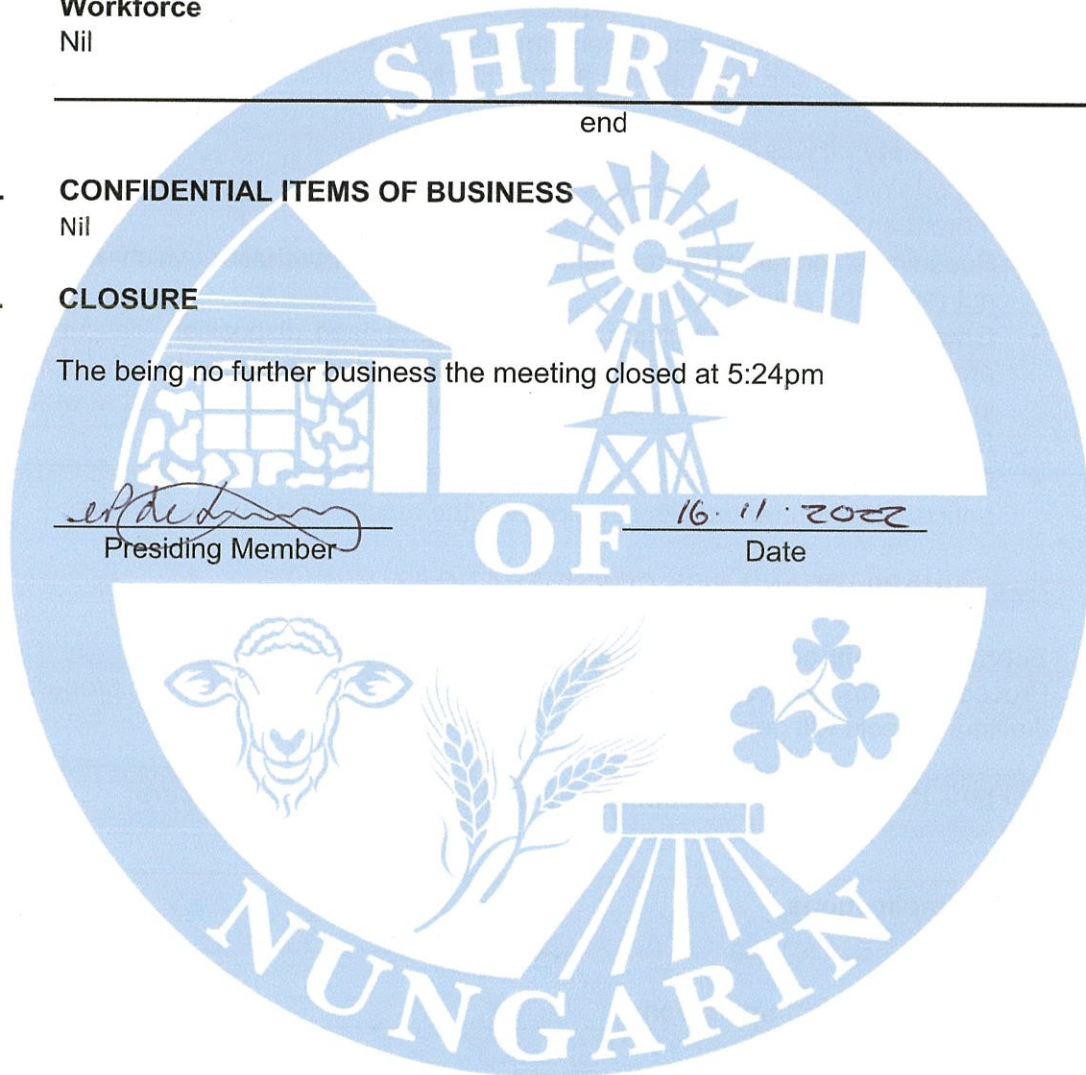 Workforce
Nil
SHIRE
end
. CONFIDENTIAL ITEMS OF BUSINESS
Nil
. CLOSURE
The being no further business the meeting closed at 5:24pm
16.11.2022
Presiding Member
OF
Date
NUNGARIN